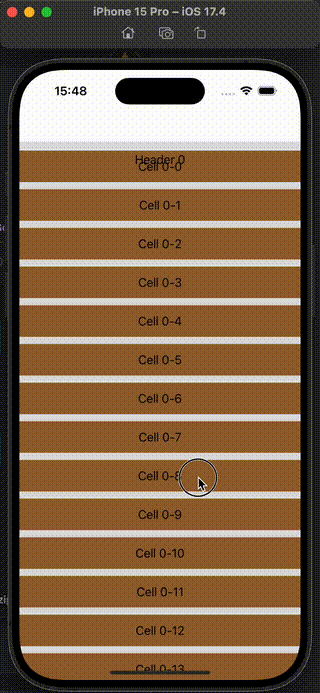 iPhone 15 Pro – iOS 17.4
15:48
Header 0
Cell 0-0
Cell 0-1
Cell 0-2
Cell 0-3
Cell 0-4
Cell 0-5
Cell 0-6
Cell 0-7
Cell 0-8
Cell 0-9
Cell 0-10
Cell 0-11
Cell 0-12
Cell 0-13